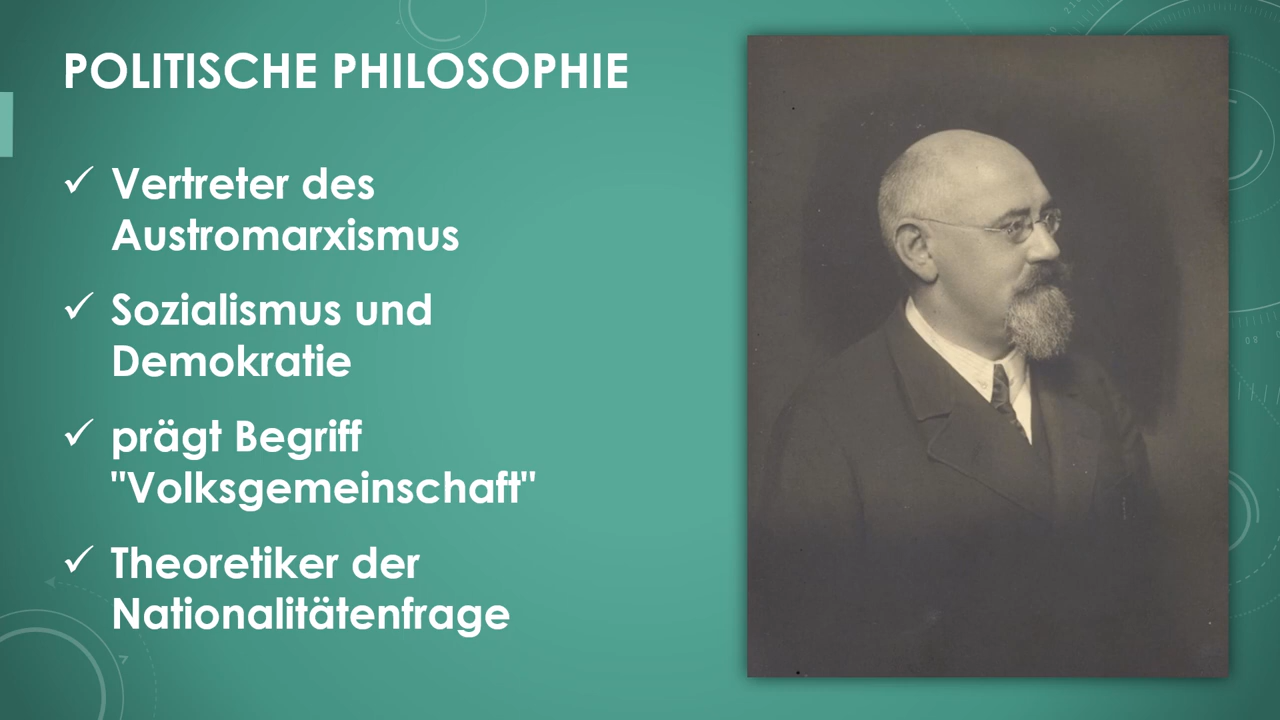 POLITISCHE PHILOSOPHIE
✓ Vertreter des
Austromarxismus
✓ Sozialismus und
Demokratie
✓ prägt Begriff
"Volksgemeinschaft"
✓ Theoretiker der
Nationalitätenfrage